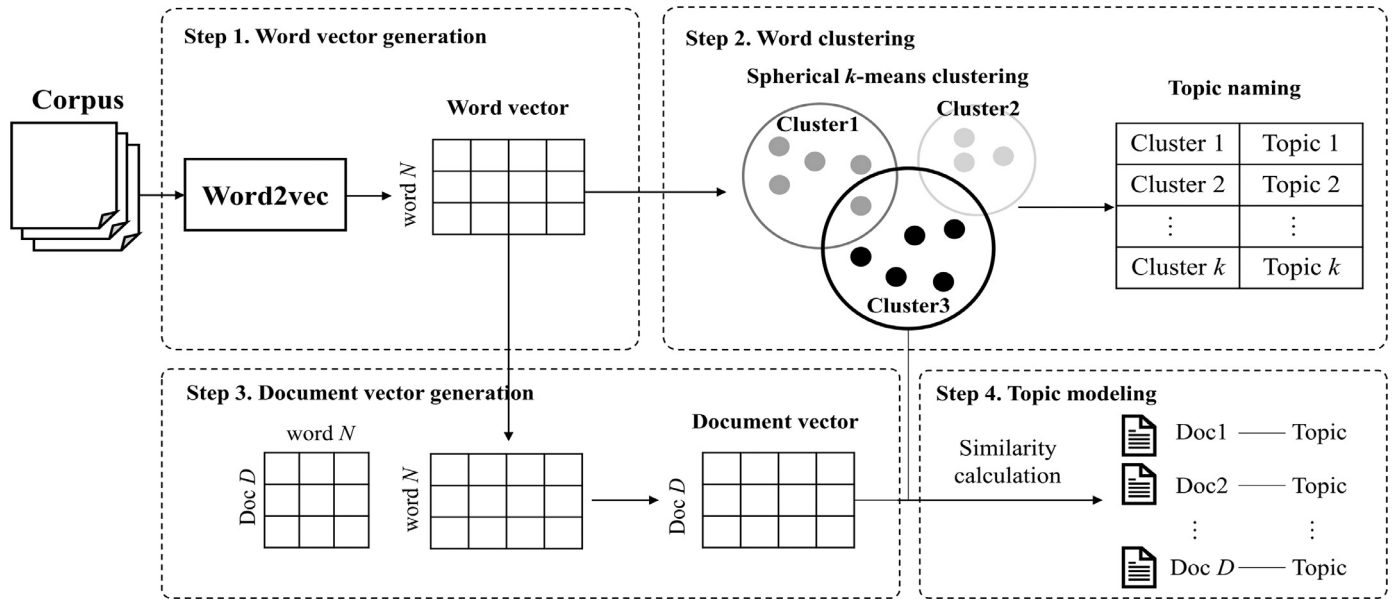 Corpus
Step 1. Word vector generation
Word2vec
Word vector
word N
Step 2. Word clustering
Spherical k-means clustering
Cluster1
Cluster2
Cluster3
Topic naming
Cluster 1 Topic 1
Cluster 2 Topic 2
⋮ ⋮
Cluster k Topic k
Step 3. Document vector generation
word N
Doc D
word N
Document vector
Doc D
Step 4. Topic modeling
Similarity
calculation
Doc1 Topic
Doc2 Topic
⋮ ⋮
Doc D Topic